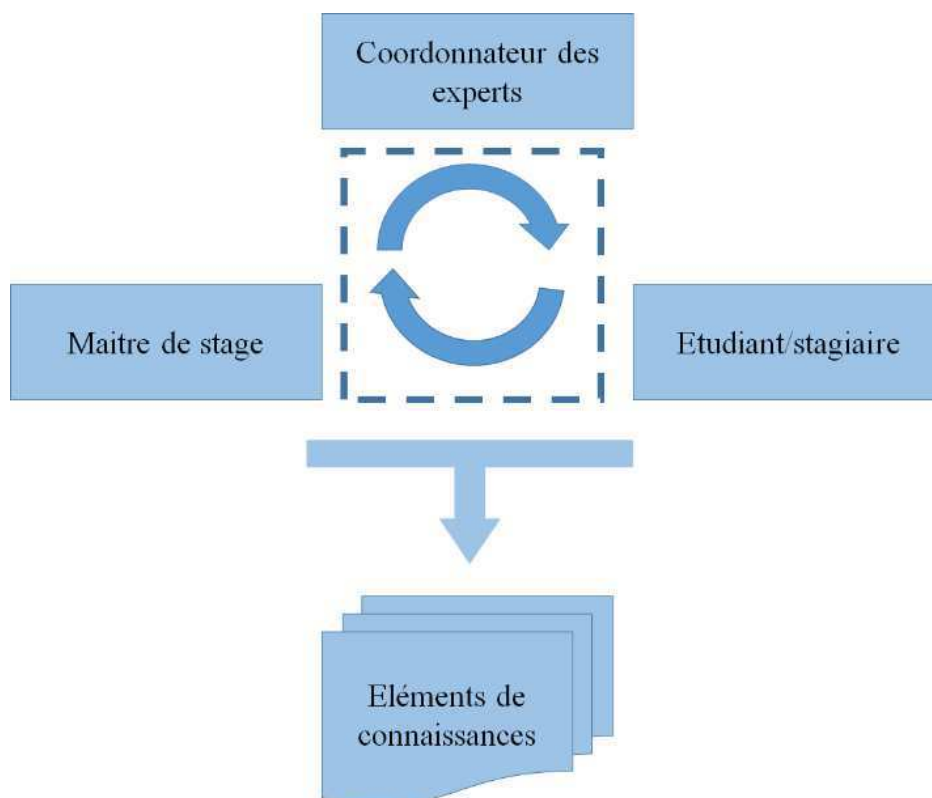 Coordonnateur des
experts
Maitre de stage
Etudiant/stagiaire
Eléments de
connaissances